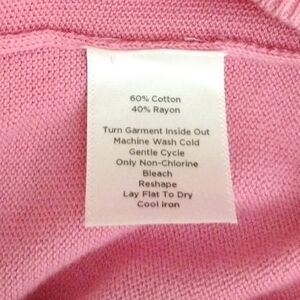 60% Cotton
40% Rayon
Turn Garment Inside Out
Machine Wash Cold
Gentle Cycle
Only Non-Chlorine
Bleach
Reshape
Lay Flat To Dry
Cool Iron